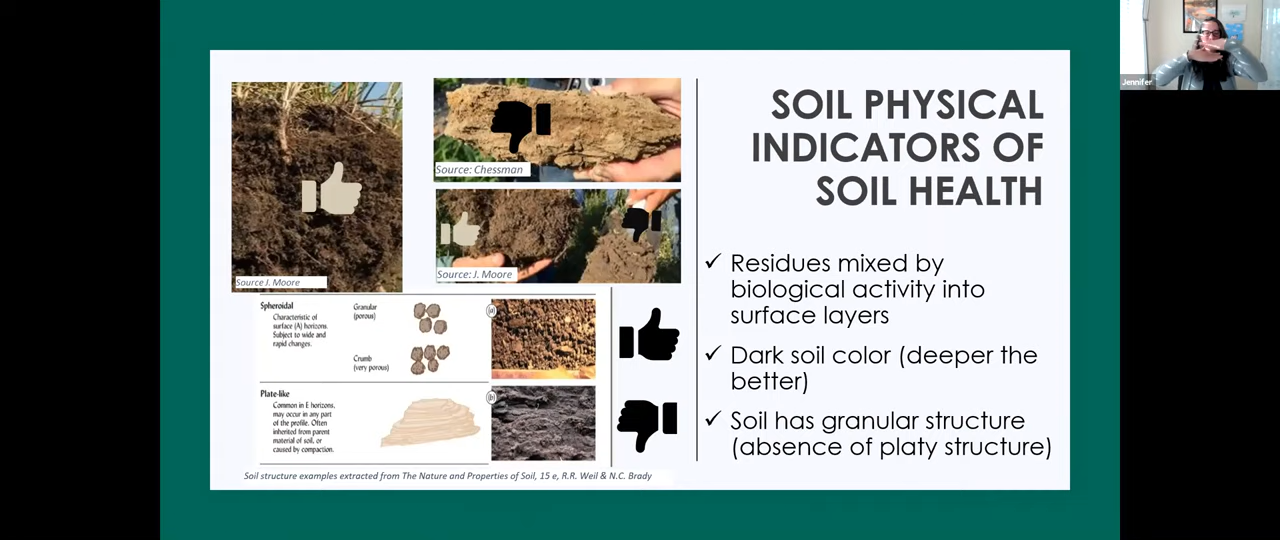 SOIL PHYSICAL
INDICATORS OF
SOIL HEALTH
Source: Chessman
Source: J. Moore
Source J. Moore
✓ Residues mixed by
biological activity into
surface layers
✓ Dark soil color (deeper the
better)
✓ Soil has granular structure
(absence of platy structure)
Spheroidal
Characteristic of
surface (A) horizons.
Subject to wide and
rapid changes.
Granular
(porous)
Crumb
(very porous)
(a)
Plate-like
Common in E horizons,
may occur in any part
of the profile. Often
inherited from parent
material of soil, or
caused by compaction.
(b)
Soil structure examples extracted from The Nature and Properties of Soil, 15 e, R.R. Weil & N.C. Brady
Jennifer